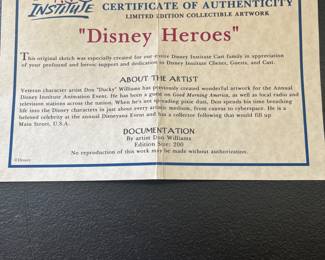 INSTITUTE
CERTIFICATE OF AUTHENTICITY
LIMITED EDITION COLLECTIBLE ARTWORK
"Disney Heroes"
This original sketch was especially created for our entire Disney Institute Cast family in appreciation
of your profound and heroic support and dedication to Disney Institute Clients, Guests, and Cast.
ABOUT THE ARTIST
Veteran character artist Don "Ducky" Williams has previously created wonderful artwork for the Annual
Disney Institute Animation Event. He has been a guest on Good Morning America, as well as local radio and
television stations across the nation. When he's not spreading pixie dust, Don spends his time breathing
life into the Disney characters in just about every artistic medium, from canvas to cyberspace. He is a
beloved celebrity at the annual Disneyana Event and has a collector following that would fill up
Main Street, U.S.A.
DOCUMENTATION
By artist Don Williams
Edition Size: 200
No reproduction of this work may be made without authorization.
©Disney